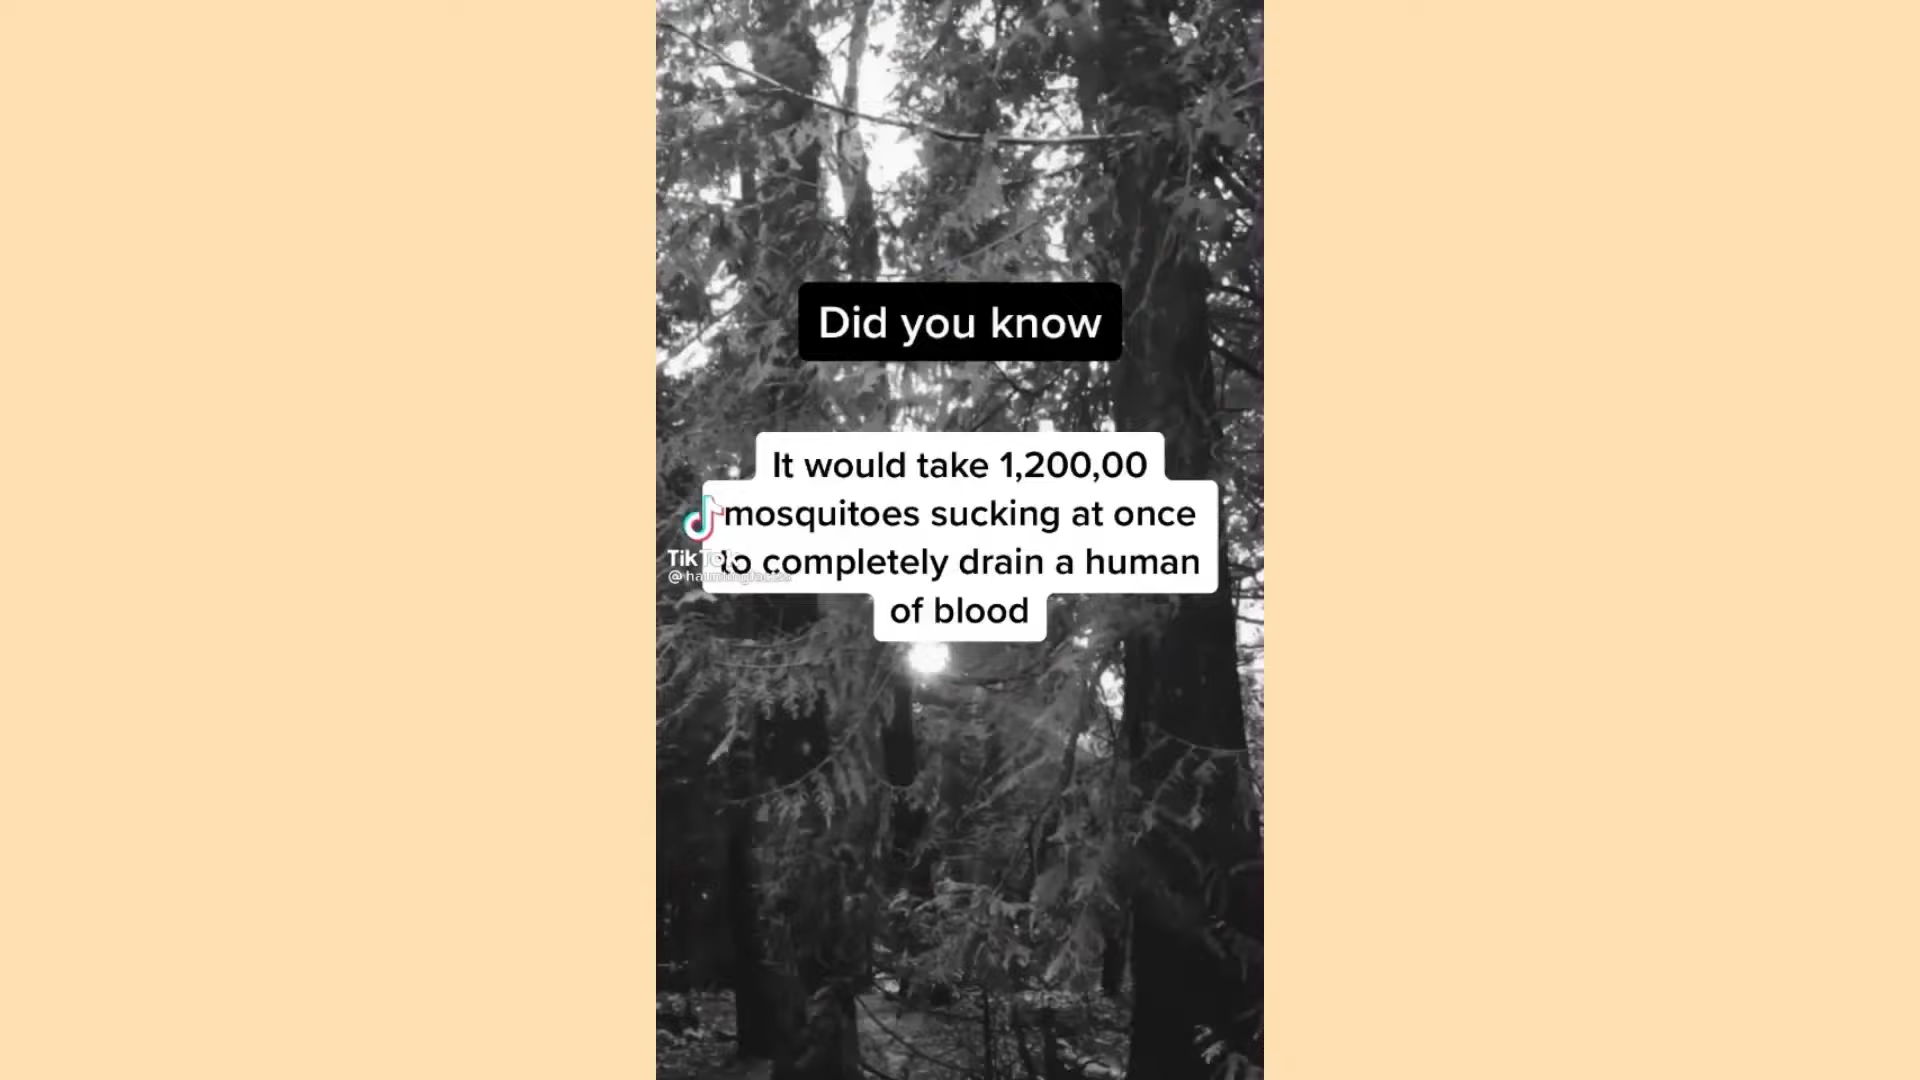 Did you know
It would take 1,200,00
mosquitoes sucking at once
to completely drain a human
of blood
TikTok